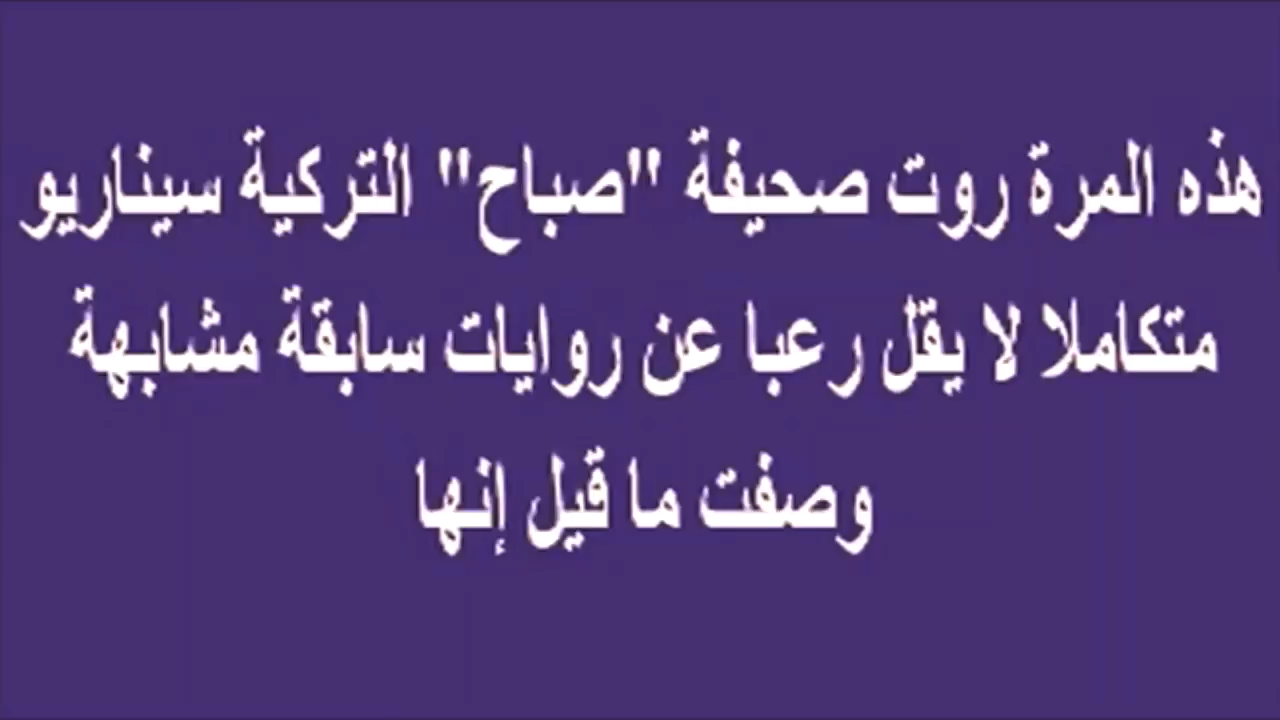 هذه المرة روت صحيفة "صباح" التركية سيناريو
متكاملا لا يقل رعبا عن روايات سابقة مشابهة
وصفت ما قيل إنها